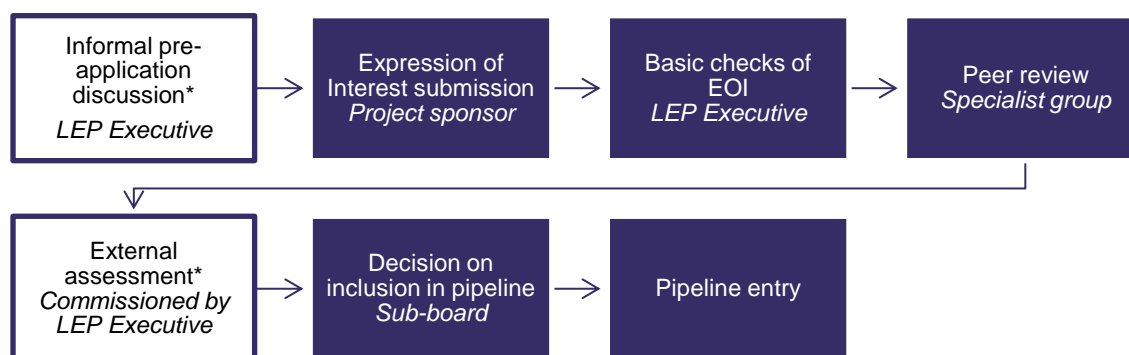 Informal pre-
application
discussion*
LEP Executive
Expression of
Interest submission
Project sponsor
Basic checks of
EOI
LEP Executive
Peer review
Specialist group
External
assessment*
Commissioned by
LEP Executive
Decision on
inclusion in pipeline
Sub-board
Pipeline entry